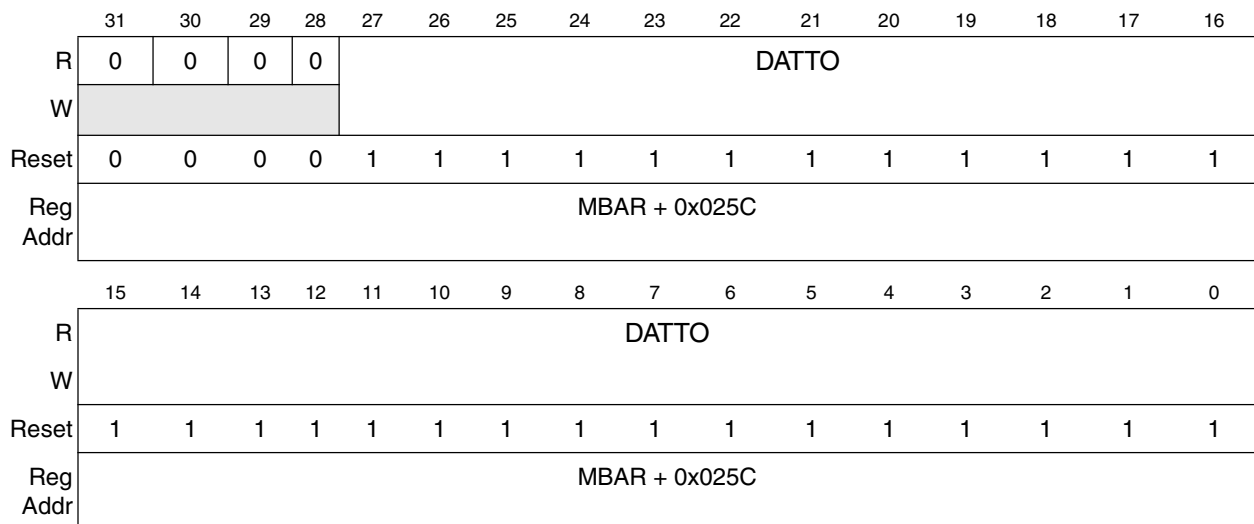 31 30 29 28 27 26 25 24 23 22 21 20 19 18 17 16
R 0 0 0 0 DATTO
W
Reset 0 0 0 0 1 1 1 1 1 1 1 1 1 1 1 1
Reg MBAR + 0x025C
Addr
15 14 13 12 11 10 9 8 7 6 5 4 3 2 1 0
R DATTO
W
Reset 1 1 1 1 1 1 1 1 1 1 1 1 1 1 1 1
Reg MBAR + 0x025C
Addr